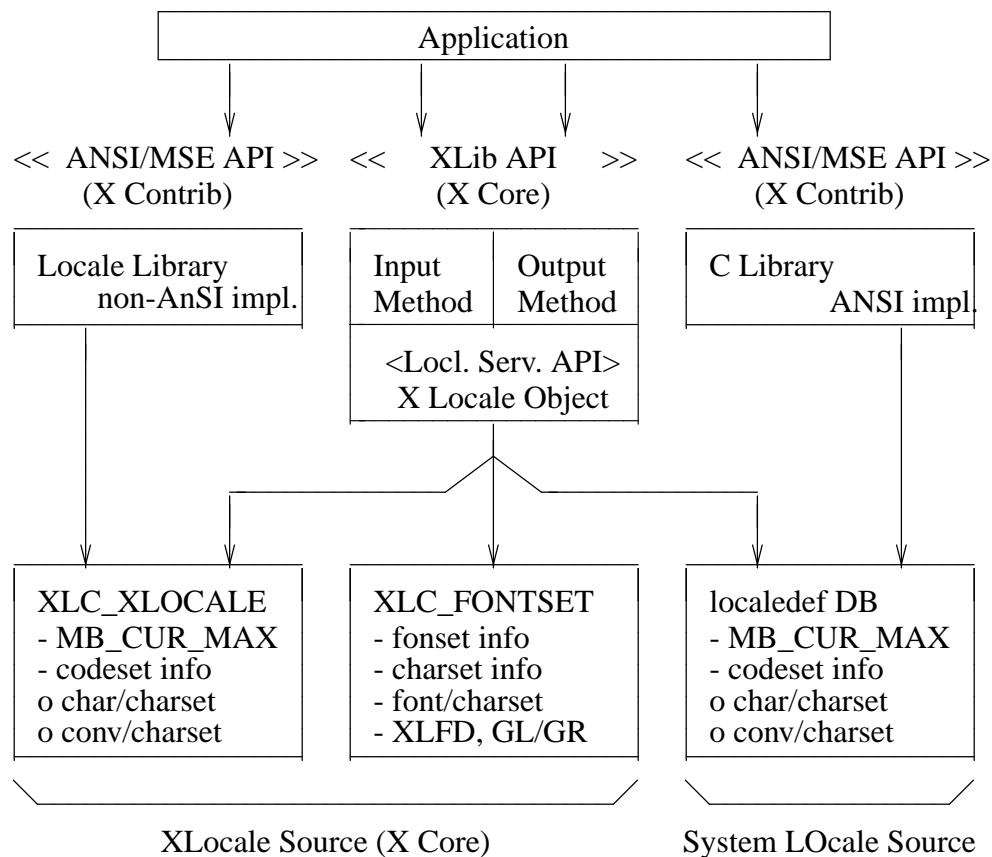 Application
<< ANSI/MSE API >>
(X Contrib)
<< XLib API >>
(X Core)
<< ANSI/MSE API >>
(X Contrib)
Locale Library
non-AnSI impl.
Input
Method
Output
Method
C Library
ANSI impl.
<Locl. Serv. API>
X Locale Object
XLC_XLOCALE
- MB_CUR_MAX
- codeset info
o char/charset
o conv/charset
XLC_FONTSET
- fonset info
- charset info
- font/charset
- XLFD, GL/GR
localedef DB
- MB_CUR_MAX
- codeset info
o char/charset
o conv/charset
XLocale Source (X Core)
System LOcale Source